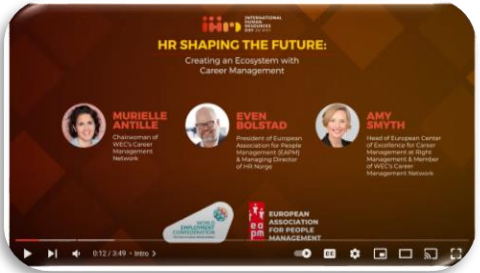 iHRD INTERNATIONAL
HUMAN
RESOURCES
HR SHAPING THE FUTURE:
Creating an Ecosystem with
Career Management
MURIELLE
ANTILLE
Chairwoman of
WEC's Career
Management
Network
EVEN
BOLSTAD
President of European
Association for People
Management (EAPM)
& Managing Director
of HR Norge
AMY
SMYTH
Head of European Center
of Excellence for Career
Management at Right
Management & Member
of WEC's Career
Management Network
WORLD
EMPLOYMENT
CONFEDERATION
eapm
EUROPEAN
ASSOCIATION
FOR PEOPLE
MANAGEMENT
0:12 / 3:49 • Intro >